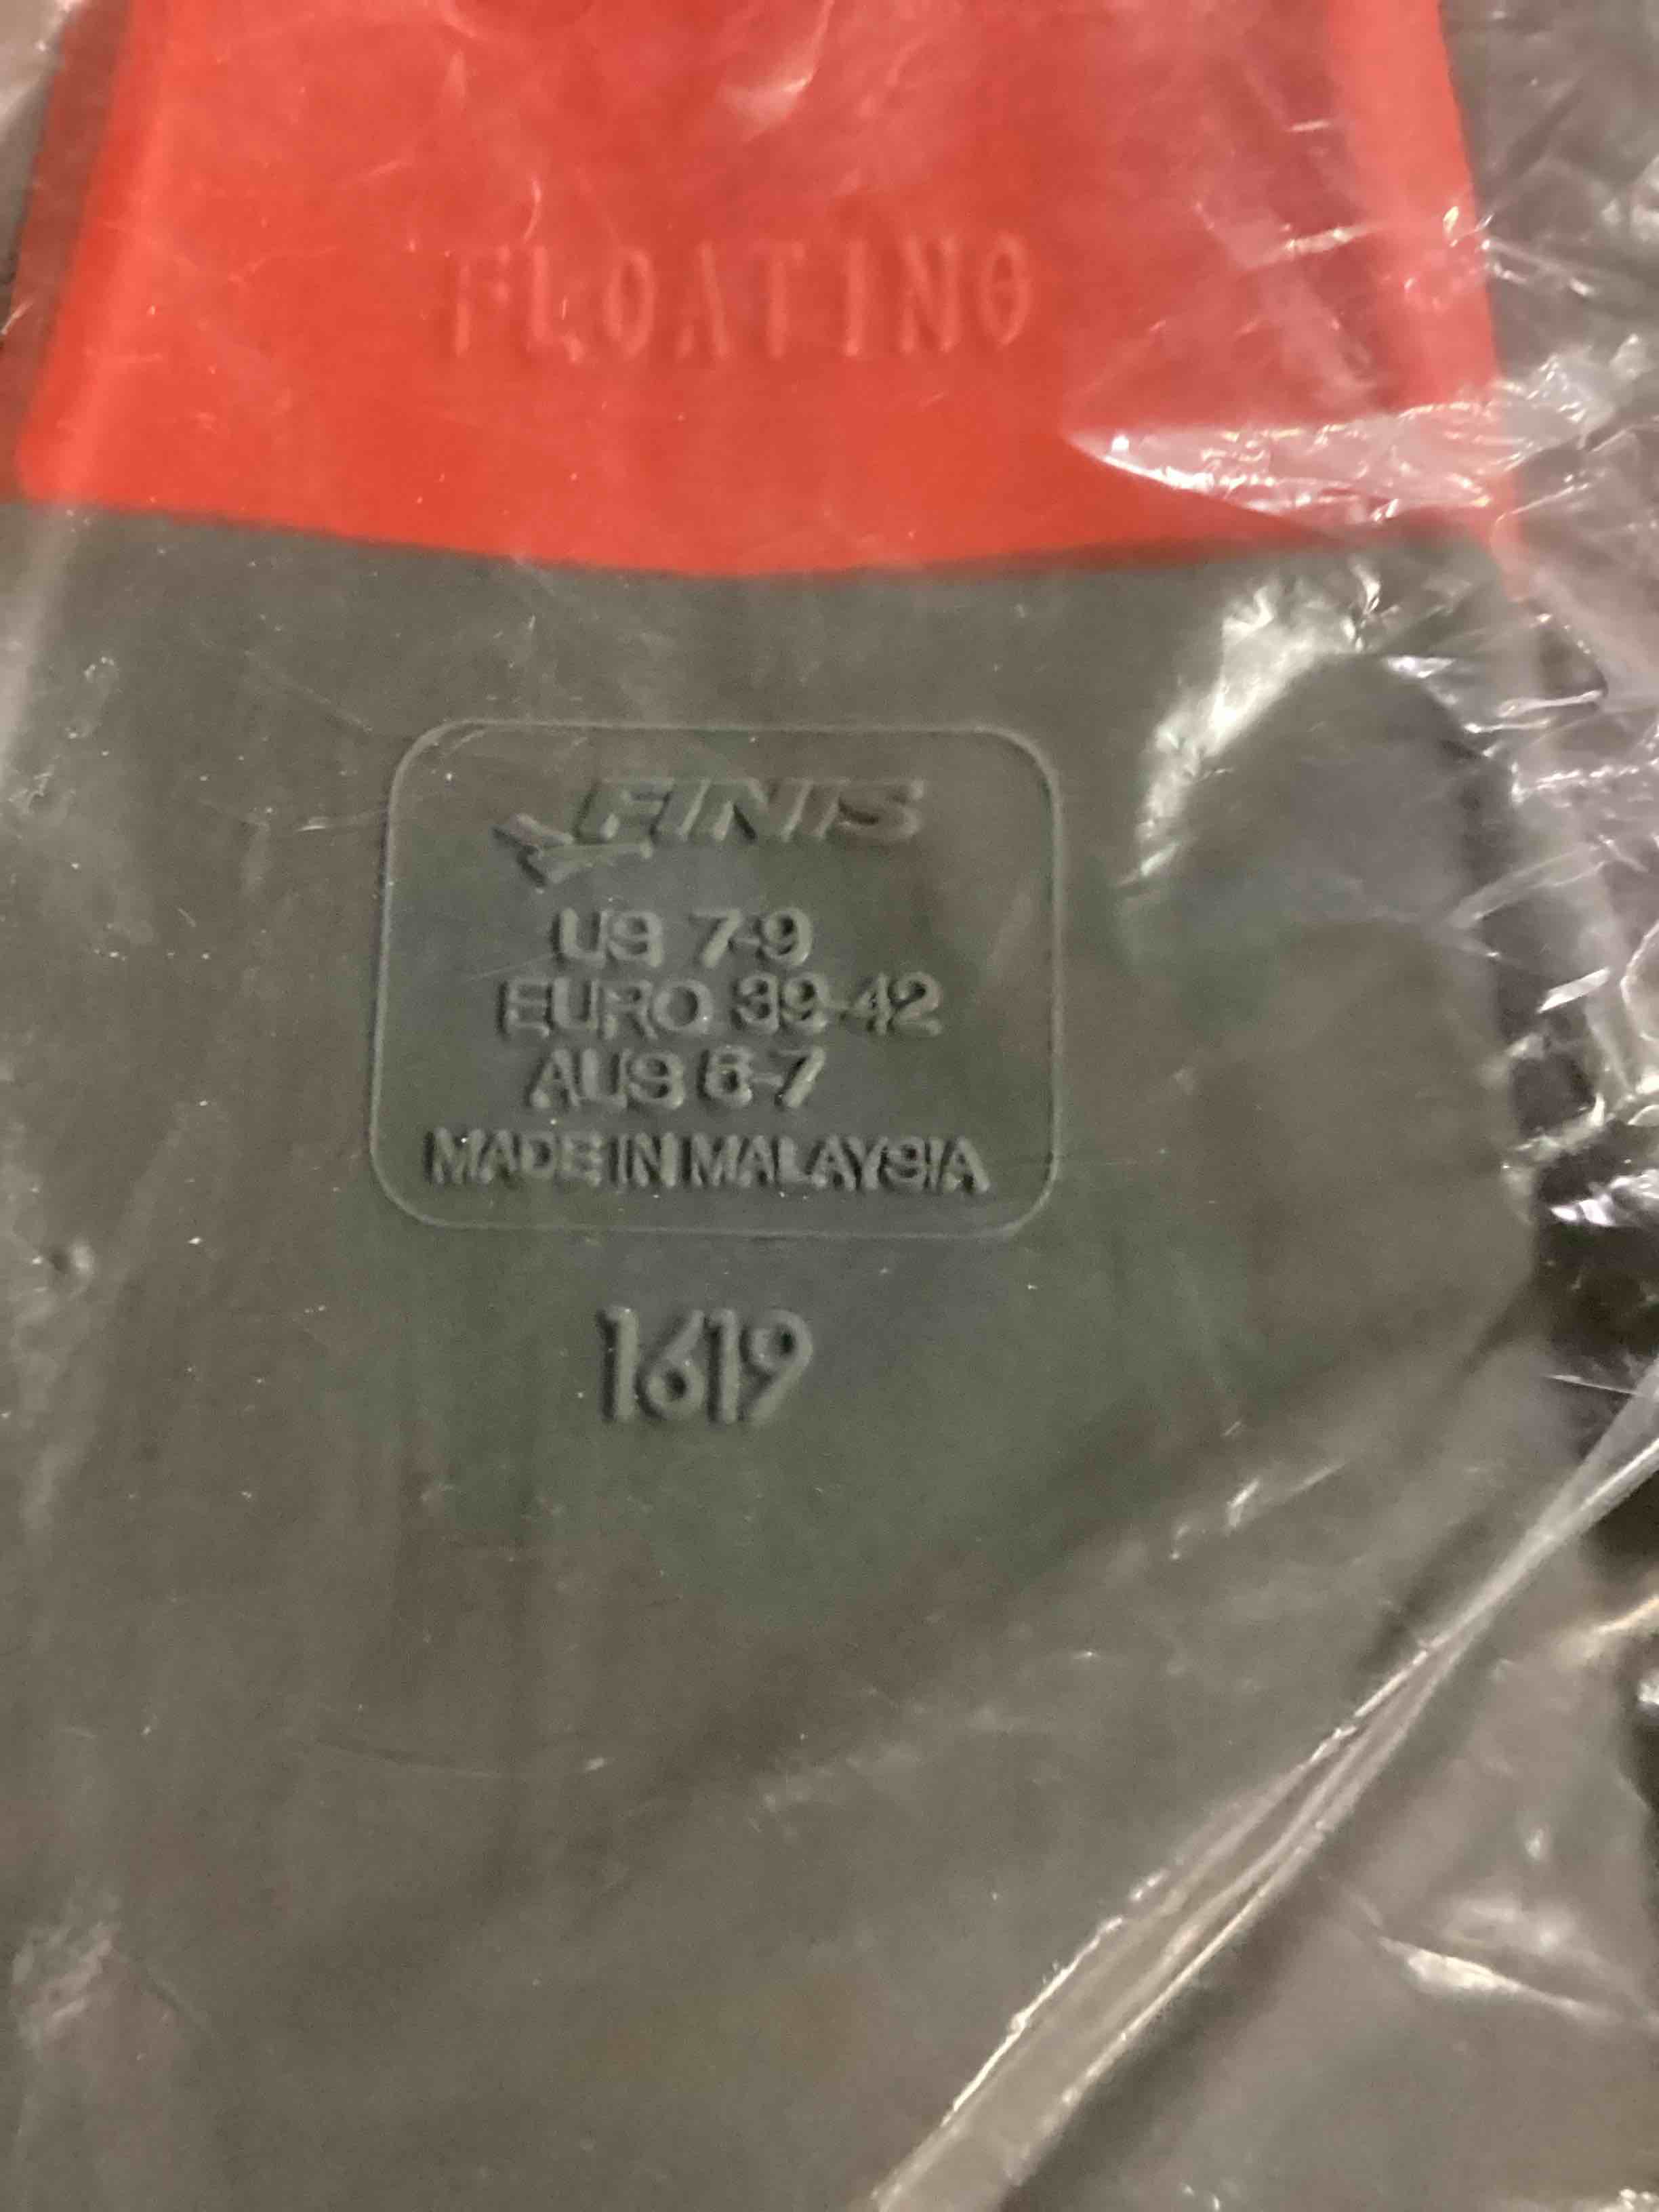 FLOATING
FINIS
US 7-9
EURO 39-42
AUS 6-7
MADE IN MALAYSIA
1619